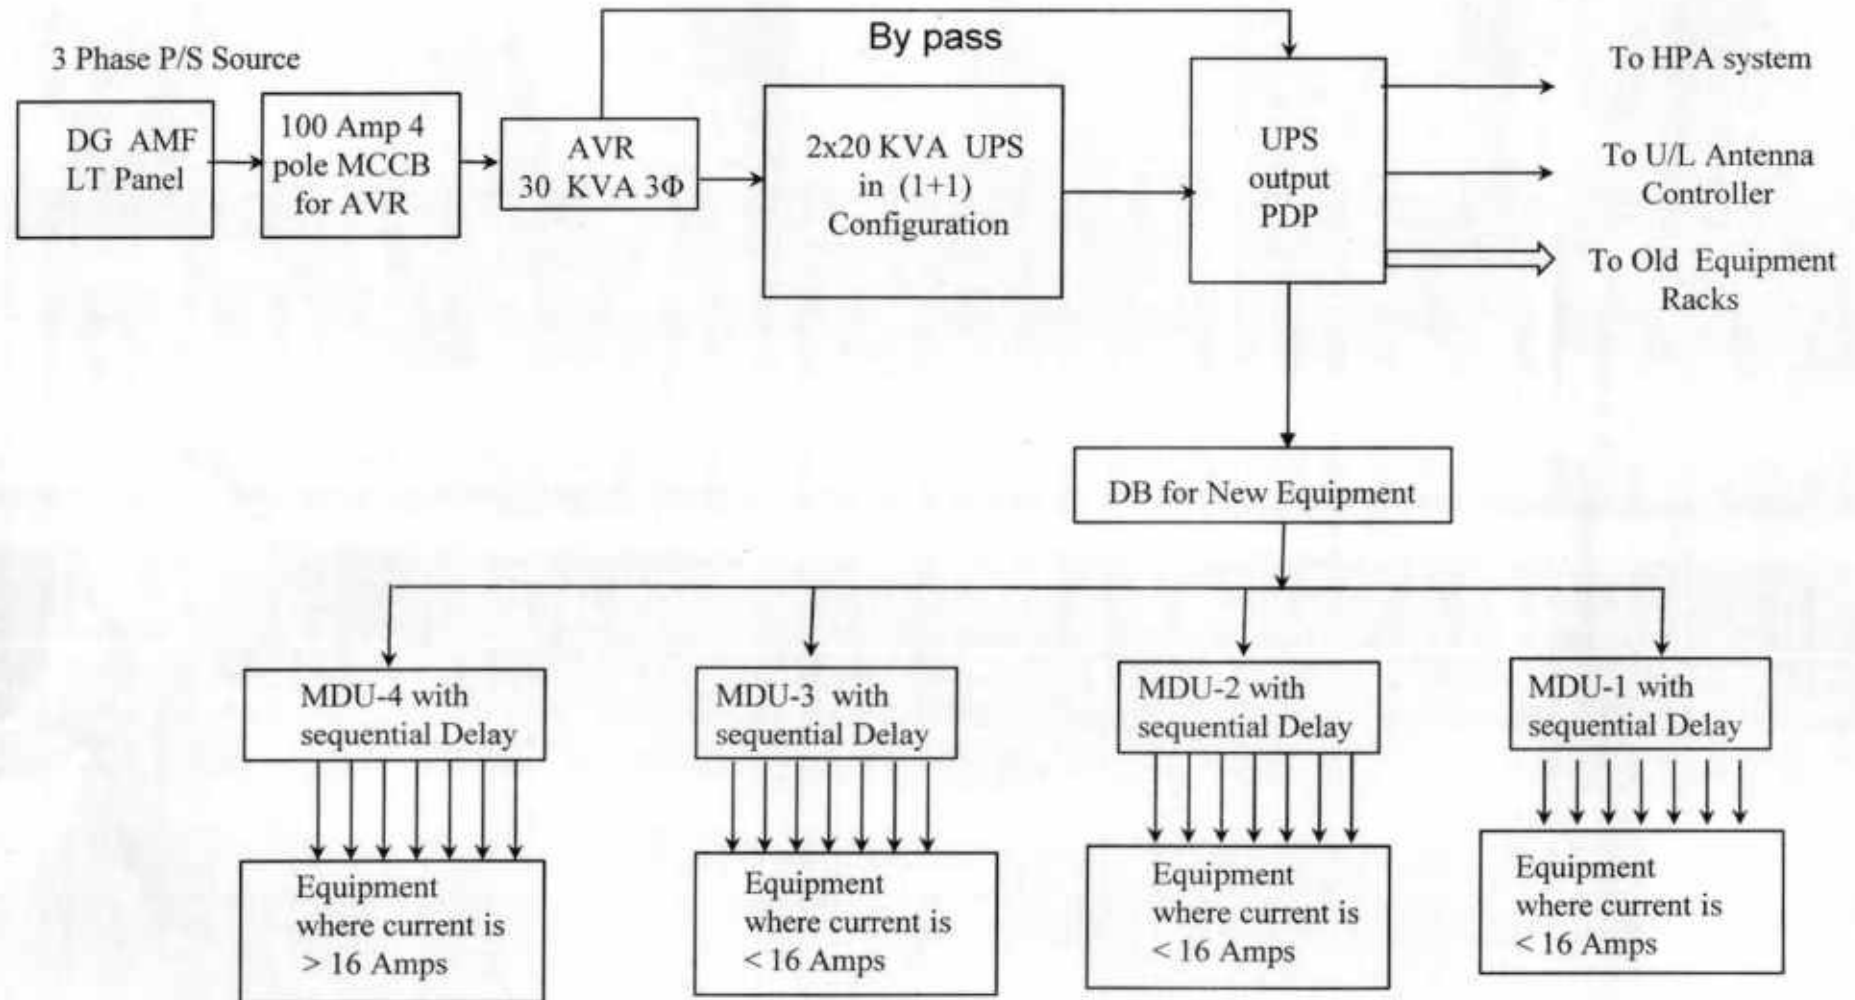 By pass
3 Phase P/S Source
DG AMF
LT Panel
100 Amp 4
pole MCCB
for AVR
AVR
30 KVA 3Φ
2x20 KVA UPS
in (1+1)
Configuration
UPS
output
PDP
To HPA system
To U/L Antenna
Controller
To Old Equipment
Racks
DB for New Equipment
MDU-4 with
sequential Delay
MDU-3 with
sequential Delay
MDU-2 with
sequential Delay
MDU-1 with
sequential Delay
Equipment
where current is
> 16 Amps
Equipment
where current is
< 16 Amps
Equipment
where current is
< 16 Amps
Equipment
where current is
< 16 Amps